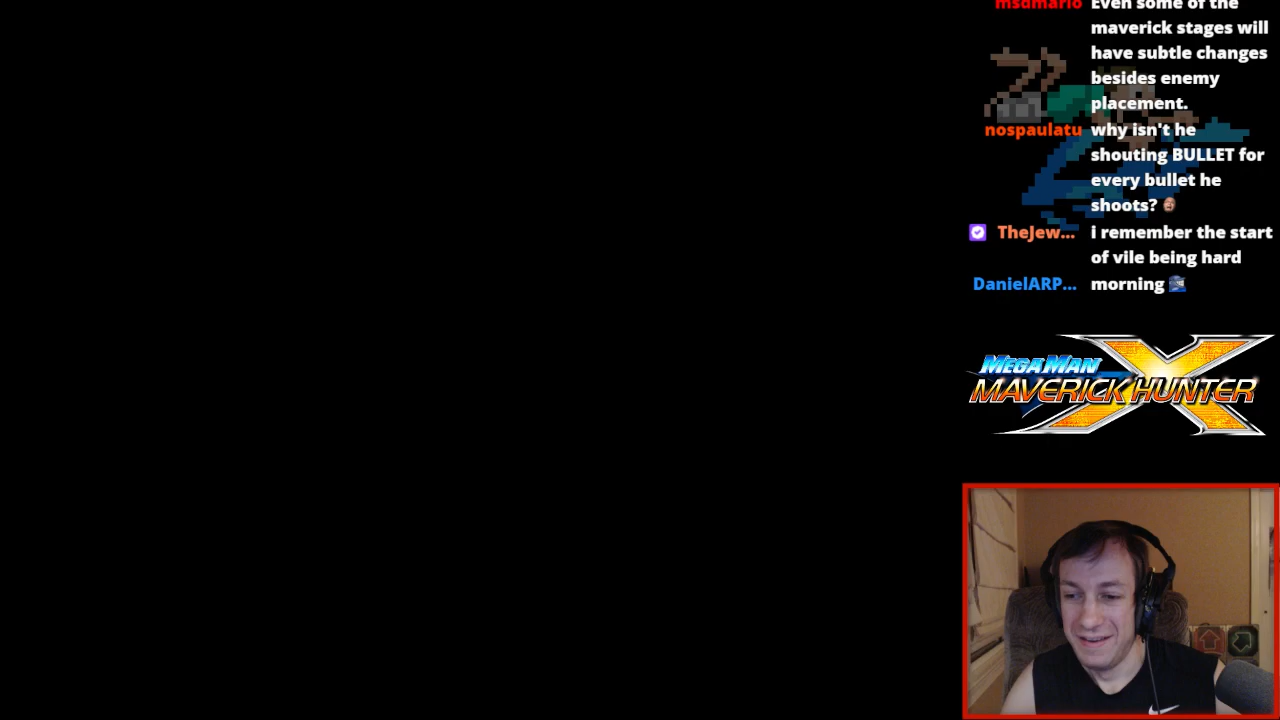 msdmario Even some of the
maverick stages will
have subtle changes
besides enemy
placement.
nospaulatu why isn't he
shouting BULLET for
every bullet he
shoots?
TheJew... i remember the start
of vile being hard
DanielARP... morning
MEGA MAN
MAVERICK HUNTER
X